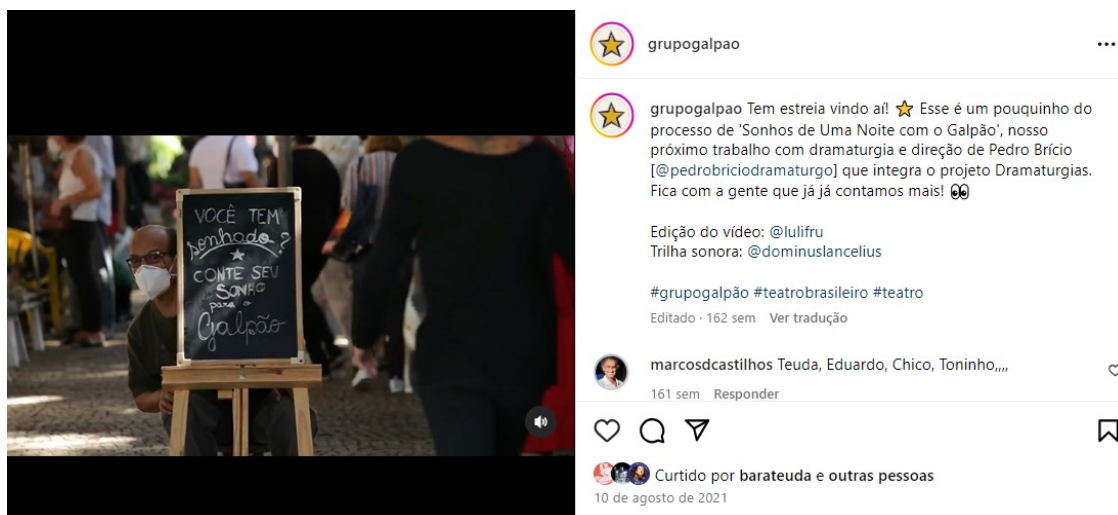 VOCÊ TEM
sonhado?
CONTE SEU
SONHO
para o
Galpão
grupogalpao
grupogalpao Tem estreia vindo aí! ⭐ Esse é um pouquinho do
processo de 'Sonhos de Uma Noite com o Galpão', nosso
próximo trabalho com dramaturgia e direção de Pedro Brício
[@pedrobriciodramaturgo] que integra o projeto Dramaturgias.
Fica com a gente que já já contamos mais! 👀
Edição do vídeo: @lulifru
Trilha sonora: @dominuslancelius
#grupogalpão #teatrobrasileiro #teatro
Editado · 162 sem Ver tradução
marcosdcastilhos Teuda, Eduardo, Chico, Toninho,,,,
161 sem Responder
Curtido por barateuda e outras pessoas
10 de agosto de 2021